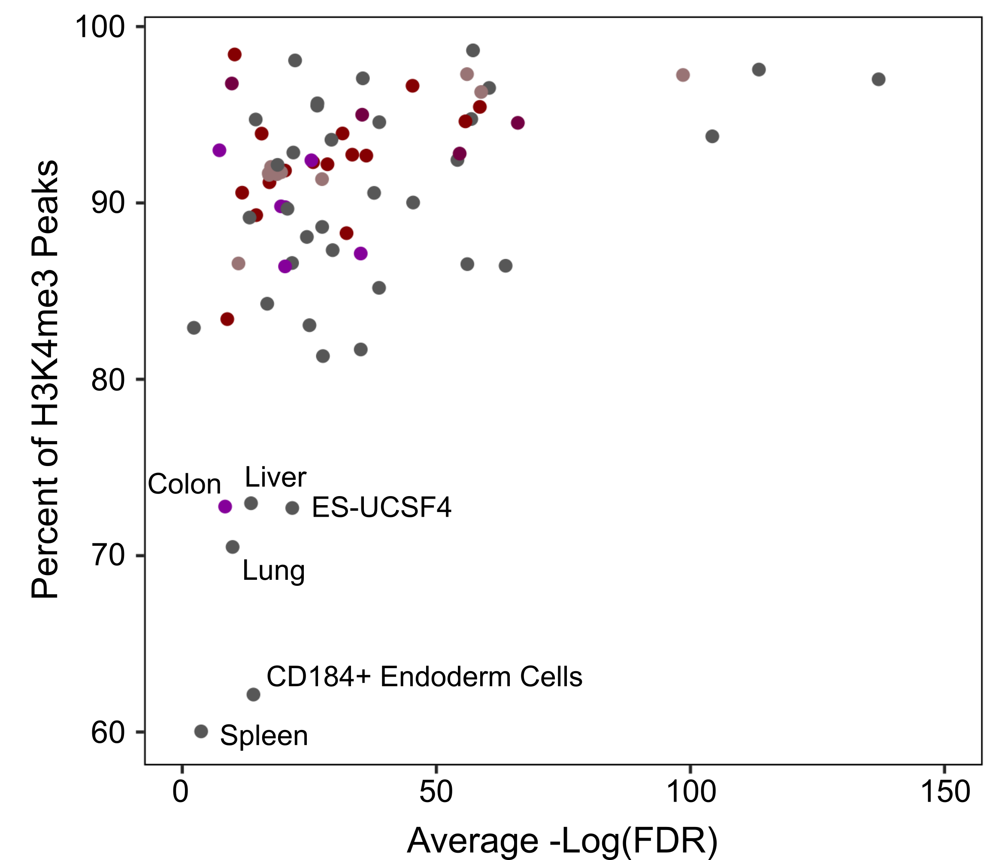 100
90
80
70
60
Percent of H3K4me3 Peaks
Colon
Liver
ES-UCSF4
Lung
CD184+ Endoderm Cells
Spleen
0
50
100
150
Average -Log(FDR)